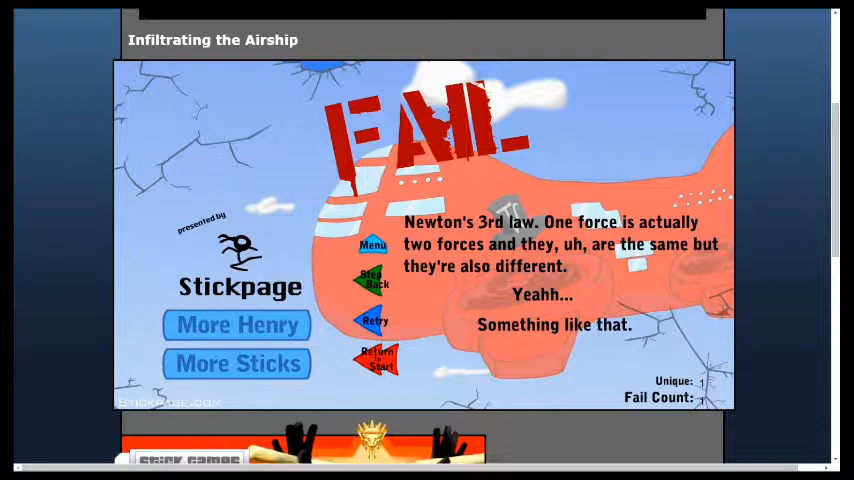 Infiltrating the Airship
FAIL
presented by
Stickpage
More Henry
More Sticks
Menu
Step
Back
Retry
Return
to
Start
Newton's 3rd law. One force is actually
two forces and they, uh, are the same but
they're also different.
Yeahh...
Something like that.
Unique: 1
Fail Count: 1
STICKPAGE.COM
STICK GAMES